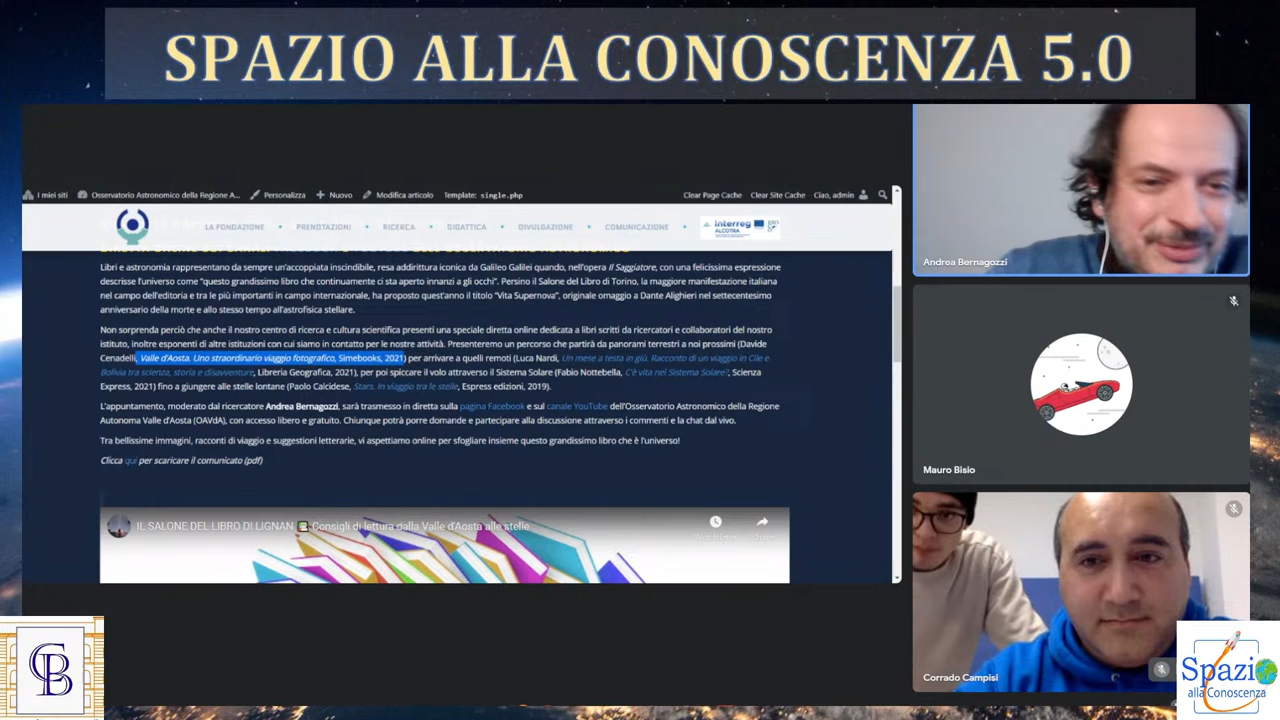 SPAZIO ALLA CONOSCENZA 5.0
I miei siti
Osservatorio Astronomico della Regione A...
Personalizza
Nuovo
Modifica articolo
Template: single.php
Clear Page Cache
Clear Site Cache
Ciao, admin
LA FONDAZIONE
PRENOTAZIONI
RICERCA
DIDATTICA
DIVULGAZIONE
COMUNICAZIONE
interreg
ALCOTRA
Libri e astronomia rappresentano da sempre un'accoppiata inscindibile, resa addirittura iconica da Galileo Galilei quando, nell'opera Il Saggiatore, con una felicissima espressione
descrisse l'universo come "questo grandissimo libro che continuamente ci sta aperto innanzi a gli occhi". Persino il Salone del Libro di Torino, la maggiore manifestazione italiana
nel campo dell'editoria e tra le più importanti in campo internazionale, ha proposto quest'anno il titolo "Vita Supernova", originale omaggio a Dante Alighieri nel settecentesimo
anniversario della morte e allo stesso tempo all'astrofisica stellare.
Non sorprenda perciò che anche il nostro centro di ricerca e cultura scientifica presenti una speciale diretta online dedicata a libri scritti da ricercatori e collaboratori del nostro
istituto, inoltre esponenti di altre istituzioni con cui siamo in contatto per le nostre attività. Presenteremo un percorso che partirà da panorami terrestri a noi prossimi (Davide
Cenadelli, Valle d'Aosta. Uno straordinario viaggio fotografico, Simebooks, 2021) per arrivare a quelli remoti (Luca Nardi, Un mese a testa in giù. Racconto di un viaggio in Cile e
Bolivia tra scienza, storia e disavventure, Libreria Geografica, 2021), per poi spiccare il volo attraverso il Sistema Solare (Fabio Nottebella, C'è vita nel Sistema Solare?, Scienza
Express, 2021) fino a giungere alle stelle lontane (Paolo Calcidese, Stars. In viaggio tra le stelle, Espress edizioni, 2019).
L'appuntamento, moderato dal ricercatore Andrea Bernagozzi, sarà trasmesso in diretta sulla pagina Facebook e sul canale YouTube dell'Osservatorio Astronomico della Regione
Autonoma Valle d'Aosta (OAVdA), con accesso libero e gratuito. Chiunque potrà porre domande e partecipare alla discussione attraverso i commenti e la chat dal vivo.
Tra bellissime immagini, racconti di viaggio e suggestioni letterarie, vi aspettiamo online per sfogliare insieme questo grandissimo libro che è l'universo!
Clicca qui per scaricare il comunicato (pdf)
IL SALONE DEL LIBRO DI LIGNAN Consigli di lettura dalla Valle d'Aosta alle stelle
Andrea Bernagozzi
Mauro Bisio
Corrado Campisi
CB
Spazio
alla Conoscenza